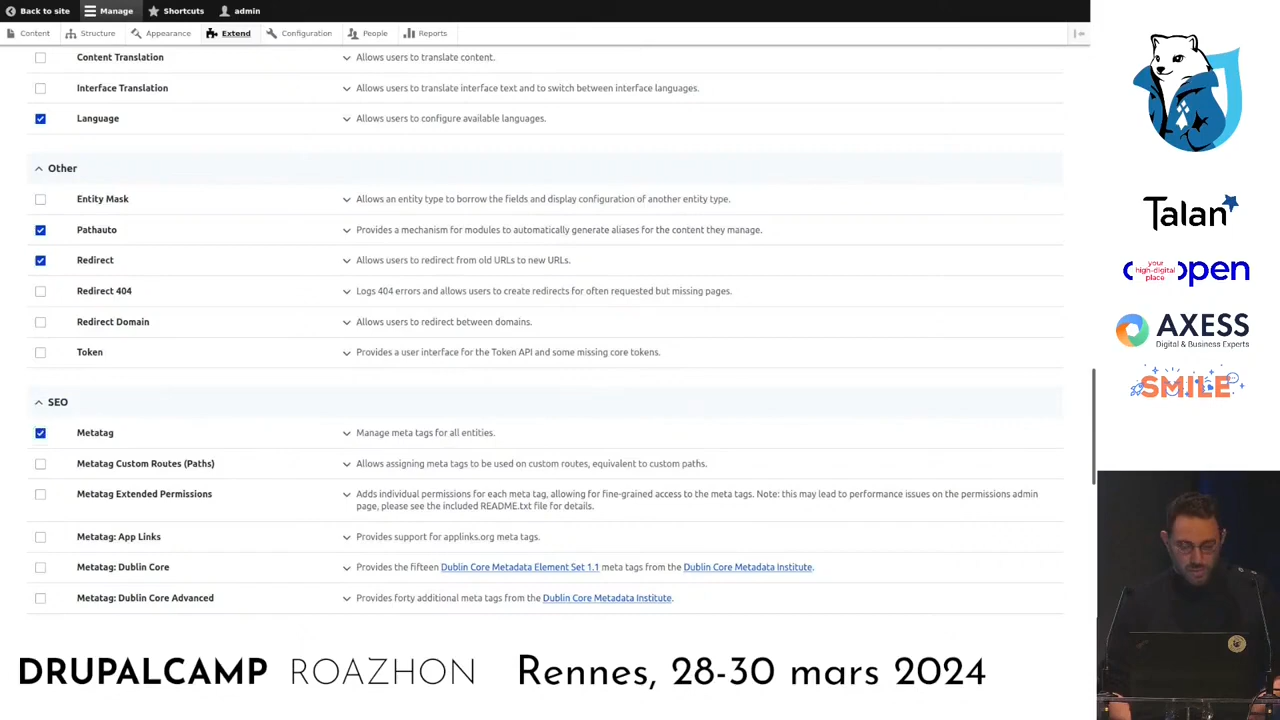 Back to site Manage Shortcuts admin
Content Structure Appearance Extend Configuration People Reports
Content Translation Allows users to translate content.
Interface Translation Allows users to translate interface text and to switch between interface languages.
Language Allows users to configure available languages.
Other
Entity Mask Allows an entity type to borrow the fields and display configuration of another entity type.
Pathauto Provides a mechanism for modules to automatically generate aliases for the content they manage.
Redirect Allows users to redirect from old URLs to new URLs.
Redirect 404 Logs 404 errors and allows users to create redirects for often requested but missing pages.
Redirect Domain Allows users to redirect between domains.
Token Provides a user interface for the Token API and some missing core tokens.
SEO
Metatag Manage meta tags for all entities.
Metatag Custom Routes (Paths) Allows assigning meta tags to be used on custom routes, equivalent to custom paths.
Metatag Extended Permissions Adds individual permissions for each meta tag, allowing for fine-grained access to the meta tags. Note: this may lead to performance issues on the permissions admin
page, please see the included README.txt file for details.
Metatag: App Links Provides support for applinks.org meta tags.
Metatag: Dublin Core Provides the fifteen Dublin Core Metadata Element Set 1.1 meta tags from the Dublin Core Metadata Institute.
Metatag: Dublin Core Advanced Provides forty additional meta tags from the Dublin Core Metadata Institute.
Talan
your
high-digital
place
open
AXESS
Digital & Business Experts
SMILE
DRUPALCAMP ROAZHON Rennes, 28-30 mars 2024